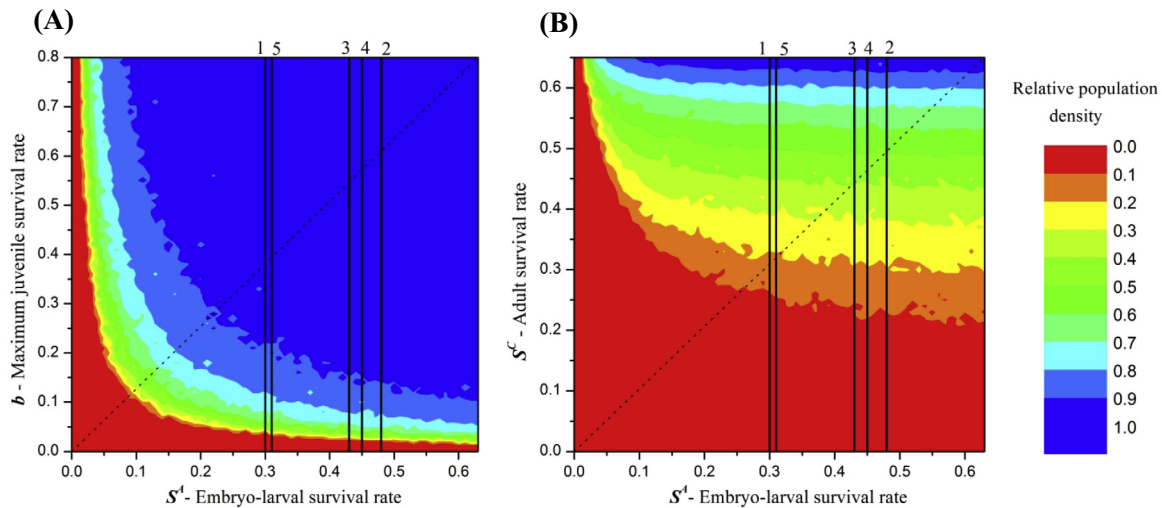 (A)
1 5 3 4 2
0.8
0.7
0.6
0.5
0.4
0.3
0.2
0.1
0.0
b - Maximum juvenile survival rate
0.0 0.1 0.2 0.3 0.4 0.5 0.6
S^A - Embryo-larval survival rate
(B)
1 5 3 4 2
0.6
0.5
0.4
0.3
0.2
0.1
0.0
S^C - Adult survival rate
0.0 0.1 0.2 0.3 0.4 0.5 0.6
S^A - Embryo-larval survival rate
Relative population
density
0.0
0.1
0.2
0.3
0.4
0.5
0.6
0.7
0.8
0.9
1.0